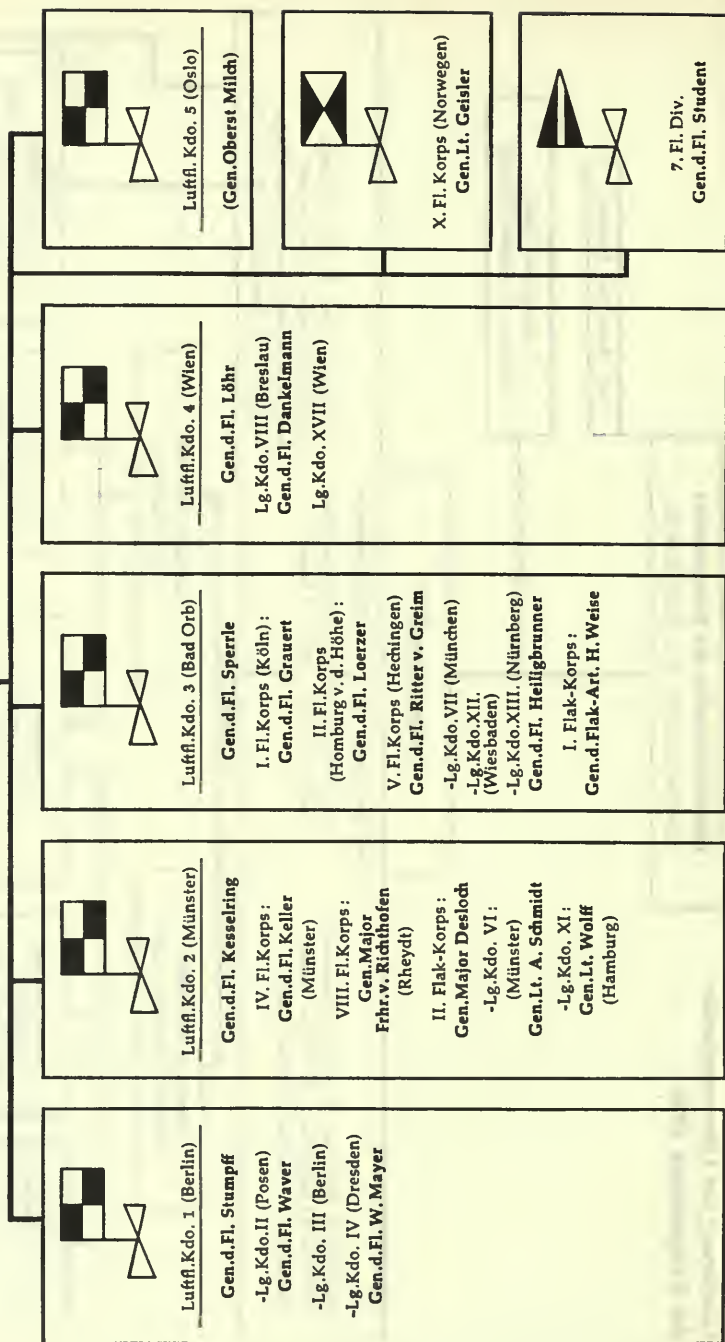 Luftfl.Kdo. 1 (Berlin)
Gen.d.Fl. Stumpff
-Lg.Kdo.II (Posen)
Gen.d.Fl. Waver
-Lg.Kdo. III (Berlin)
-Lg.Kdo. IV (Dresden)
Gen.d.Fl. W. Mayer
Luftfl.Kdo. 2 (Münster)
Gen.d.Fl. Kesselring
IV. Fl.Korps :
Gen.d.Fl. Keller
(Münster)
VIII. Fl.Korps :
Gen.Major
Frhr.v. Richthofen
(Rheydt)
II. Flak-Korps :
Gen.Major Desloch
-Lg.Kdo. VI :
(Münster)
Gen.Lt. A. Schmidt
-Lg.Kdo. XI :
Gen.Lt. Wolff
(Hamburg)
Luftfl.Kdo. 3 (Bad Orb)
Gen.d.Fl. Sperrle
I. Fl.Korps (Köln) :
Gen.d.Fl. Grauert
II. Fl.Korps
(Homburg v. d. Höhe) :
Gen.d.Fl. Loerzer
V. Fl.Korps (Hechingen)
Gen.d.Fl. Ritter v. Greim
-Lg.Kdo.VII (München)
-Lg.Kdo.XII.
(Wiesbaden)
-Lg.Kdo.XIII. (Nürnberg)
Gen.d.Fl. Heiligbrunner
I. Flak-Korps :
Gen.d.Flak-Art. H. Weise
Luftfl.Kdo. 4 (Wien)
Gen.d.Fl. Löhr
Lg.Kdo. VIII (Breslau)
Gen.d.Fl. Dankelmann
Lg.Kdo. XVII (Wien)
Luftfl. Kdo. 5 (Oslo)
(Gen.Oberst Milch)
X. Fl. Korps (Norwegen)
Gen.Lt. Geisler
7. Fl. Div.
Gen.d.Fl. Student